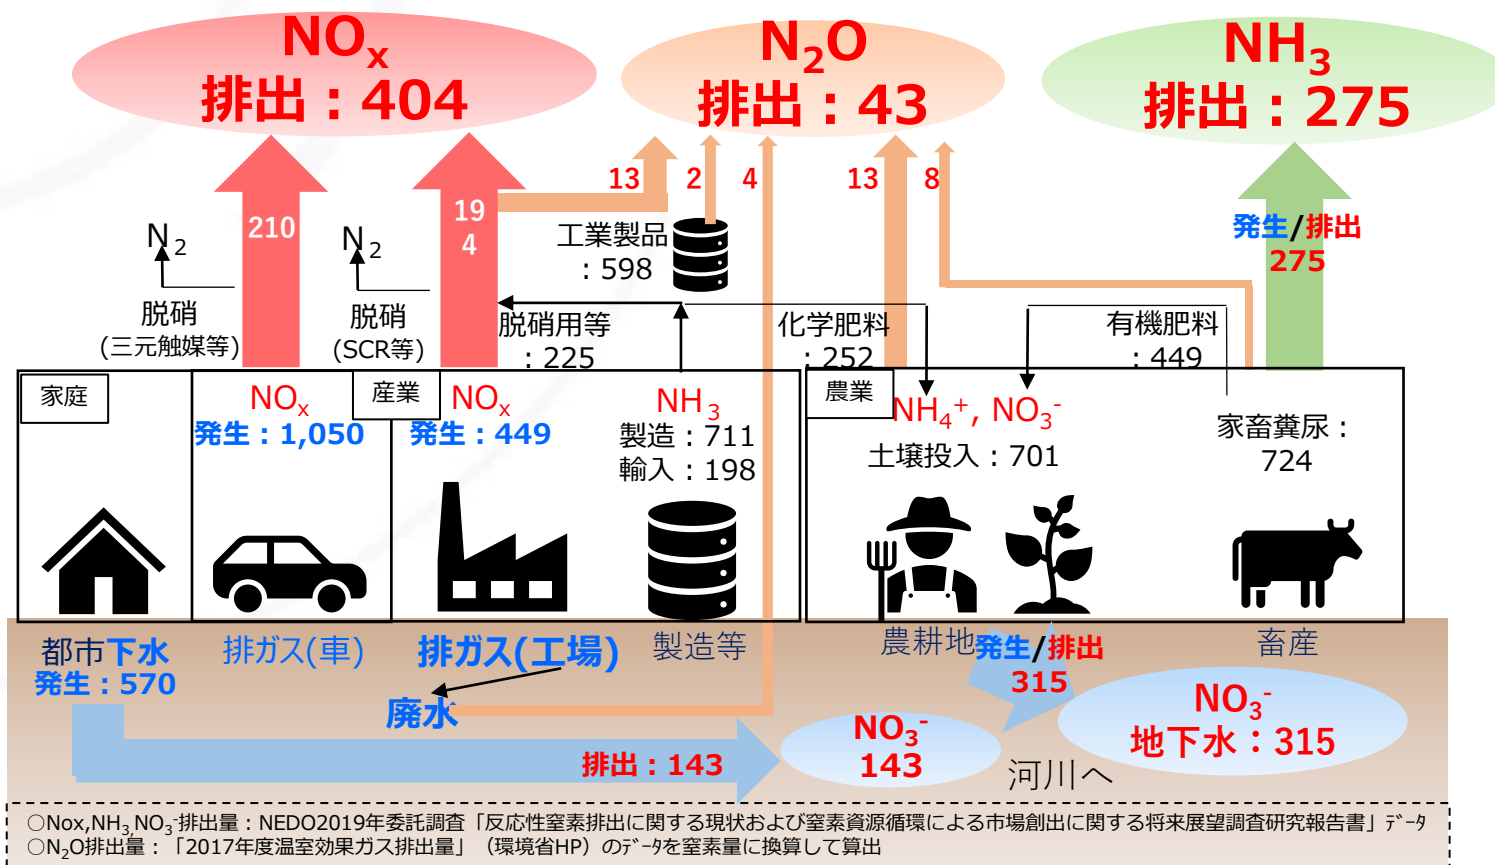 NOx
排出：404
N2O
排出：43
NH3
排出：275
13
2
4
13
8
210
19
4
N2
N2
工業製品
：598
発生/排出
275
脱硝
(三元触媒等)
脱硝
(SCR等)
脱硝用等
：225
化学肥料
：252
有機肥料
：449
家庭
産業
農業
NOx
発生：1,050
NOx
発生：449
NH3
製造：711
輸入：198
NH4+, NO3-
土壌投入：701
家畜糞尿：
724
都市下水
発生：570
排ガス(車)
排ガス(工場)
製造等
農耕地
発生/排出
315
畜産
廃水
排出：143
NO3-
143
NO3-
地下水：315
河川へ
○Nox,NH3,NO3-排出量：NEDO2019年委託調査「反応性窒素排出に関する現状および窒素資源循環による市場創出に関する将来展望調査研究報告書」ﾃﾞｰﾀ
○N2O排出量：「2017年度温室効果ガス排出量」（環境省HP）のﾃﾞｰﾀを窒素量に換算して算出